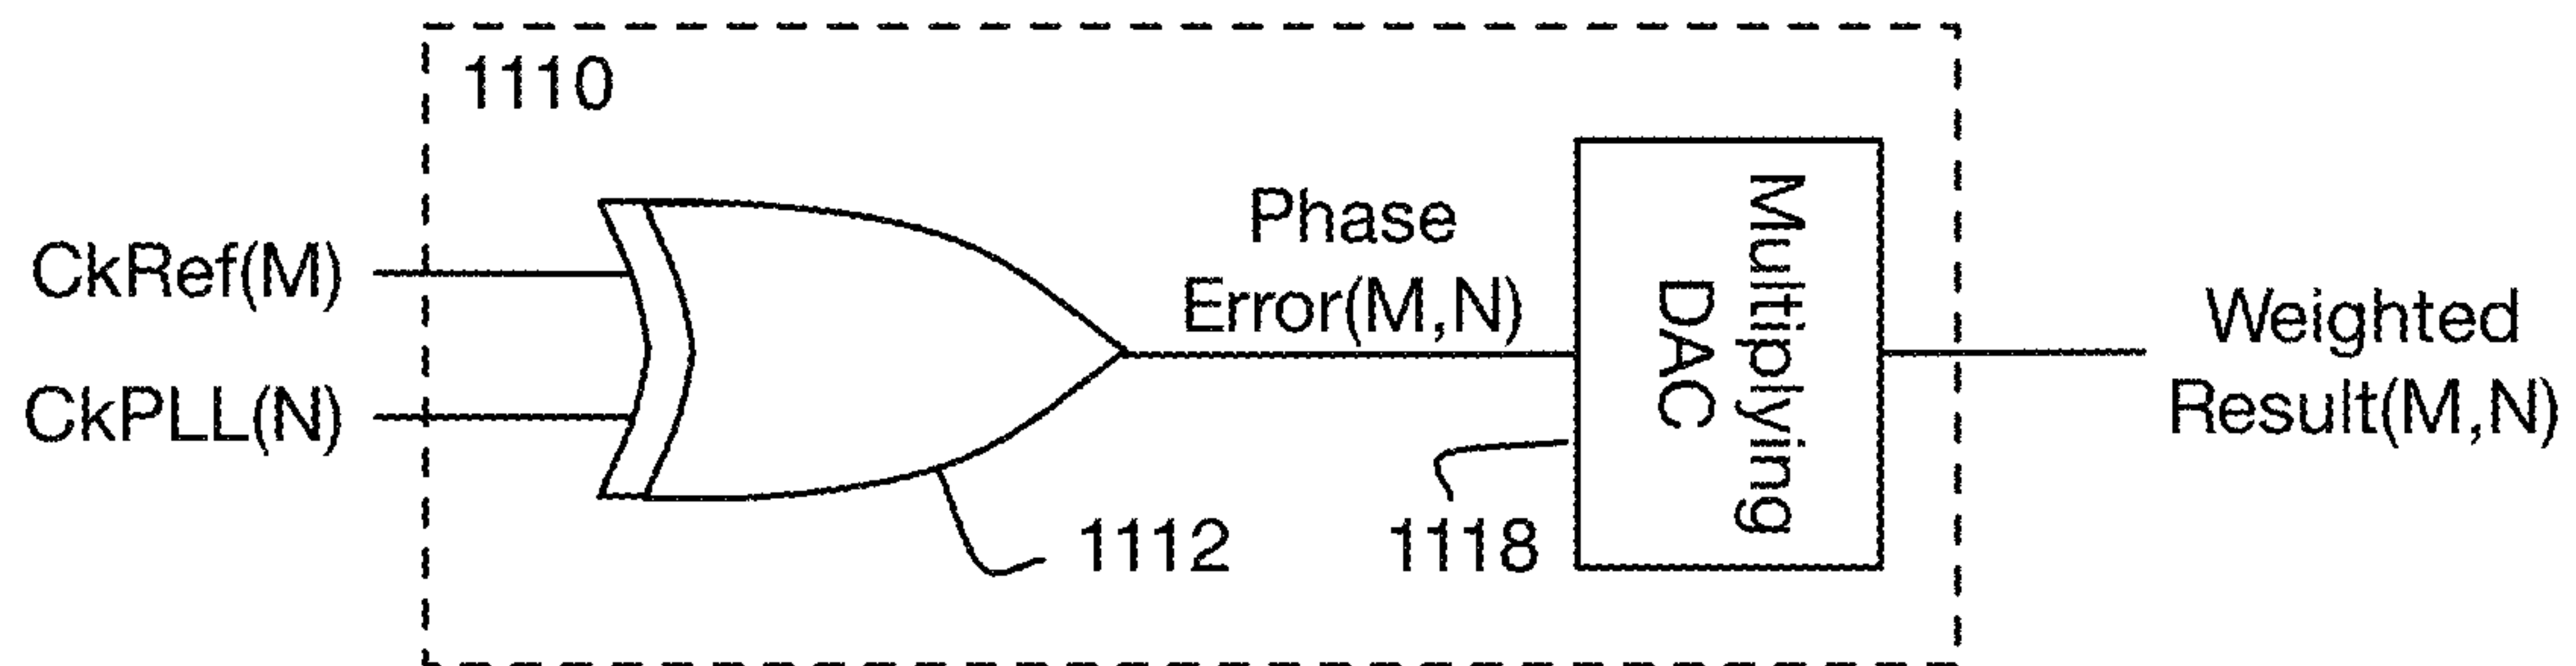 1110
CkRef(M)
CkPLL(N)
1112
Phase
Error(M,N)
1118
Multiplying
DAC
Weighted
Result(M,N)